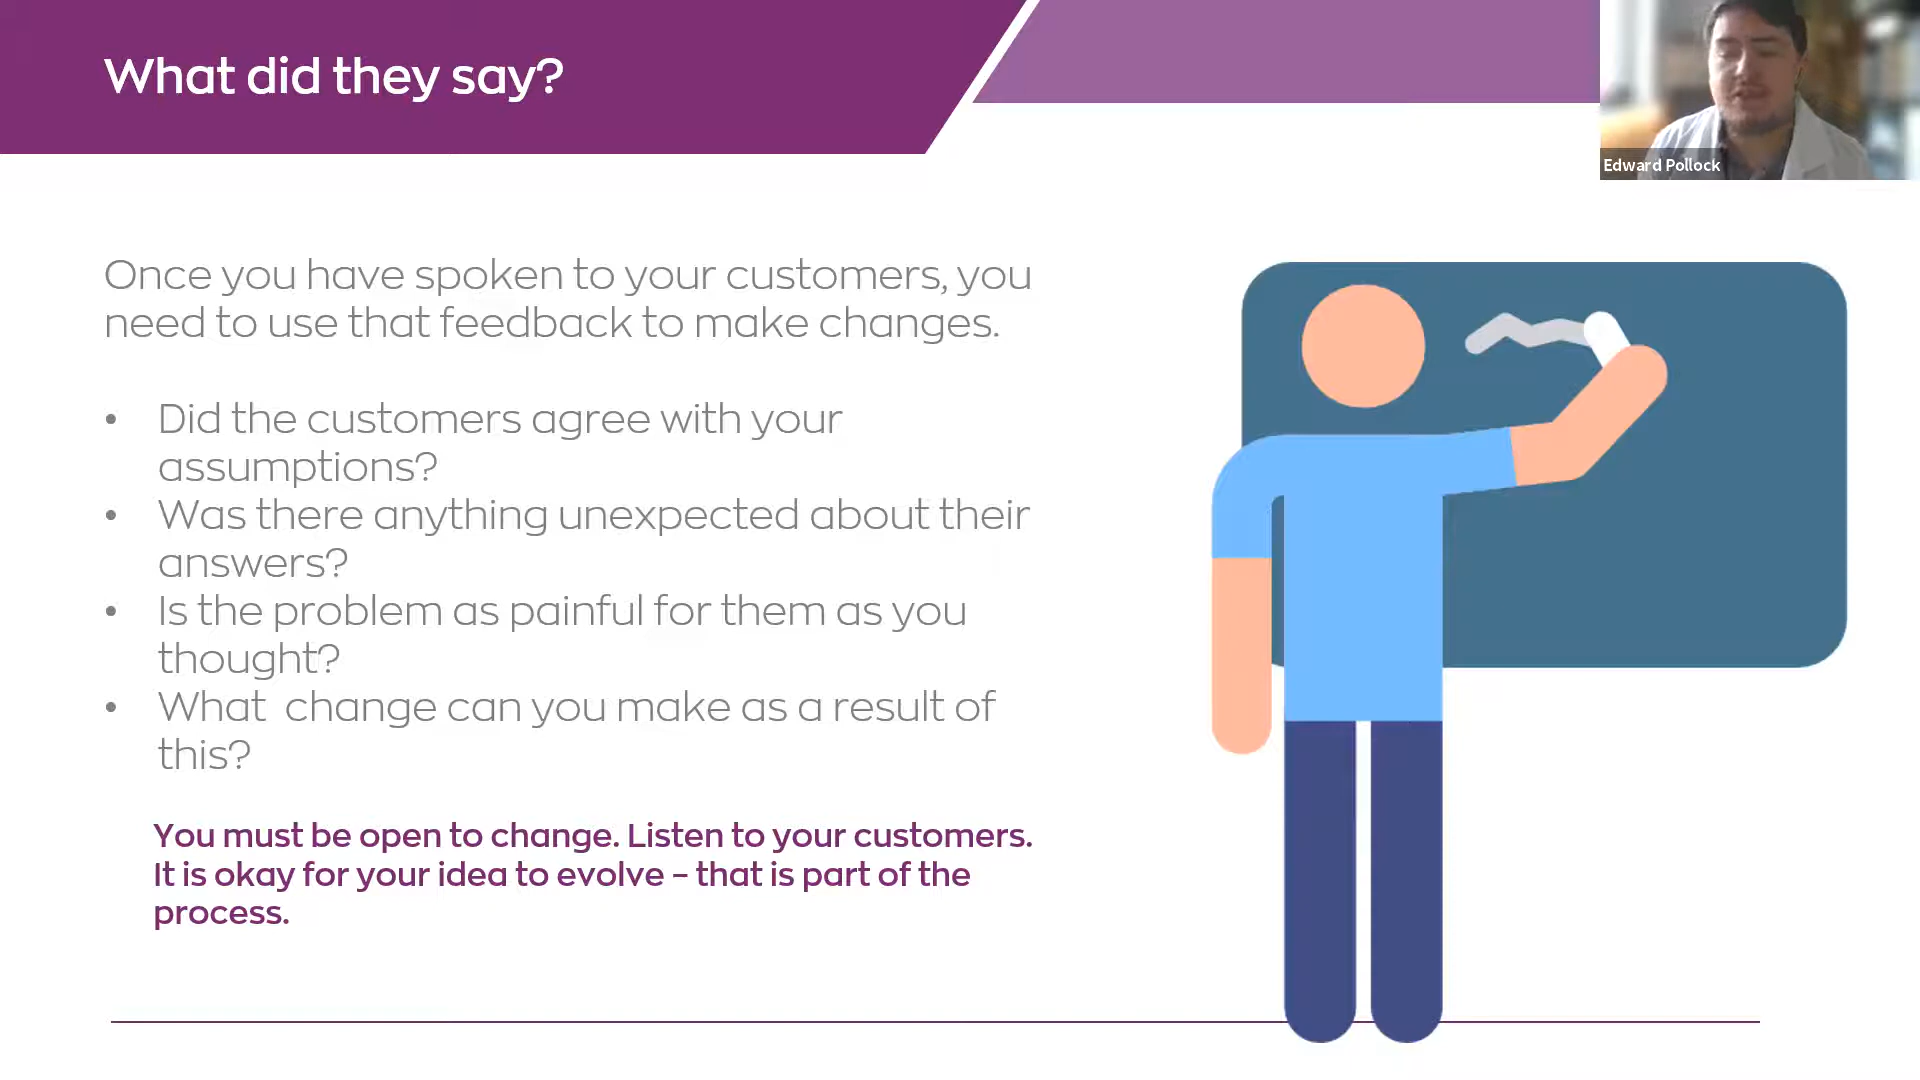 What did they say?
Edward Pollock
Once you have spoken to your customers, you
need to use that feedback to make changes.
• Did the customers agree with your
assumptions?
• Was there anything unexpected about their
answers?
• Is the problem as painful for them as you
thought?
• What  change can you make as a result of
this?
You must be open to change. Listen to your customers.
It is okay for your idea to evolve – that is part of the
process.